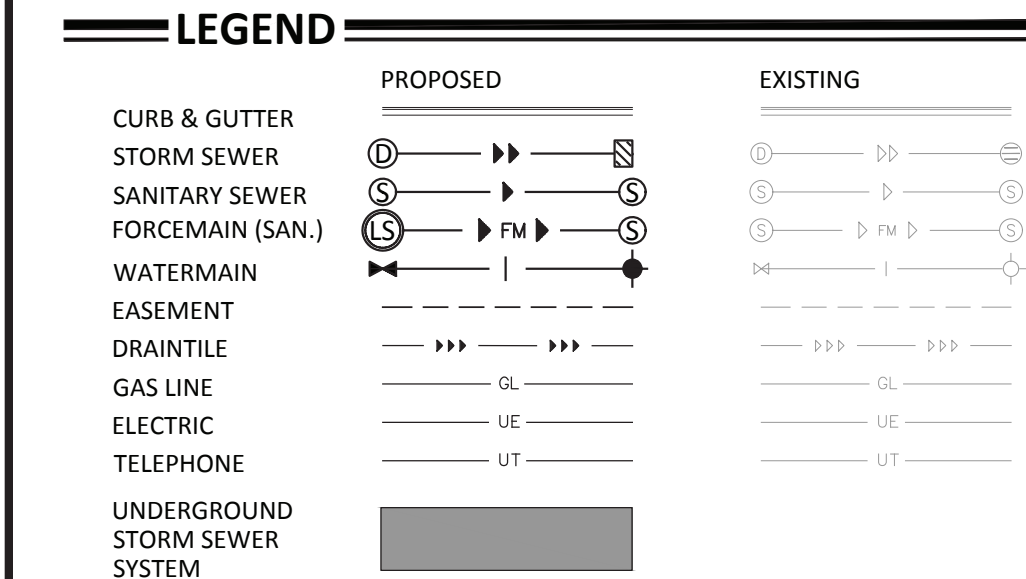 LEGEND
PROPOSED EXISTING
CURB & GUTTER
STORM SEWER D D
SANITARY SEWER S S S S
FORCEMAIN (SAN.) LS FM S S FM S
WATERMAIN
EASEMENT
DRAINTILE
GAS LINE GL GL
ELECTRIC UE UE
TELEPHONE UT UT
UNDERGROUND
STORM SEWER
SYSTEM